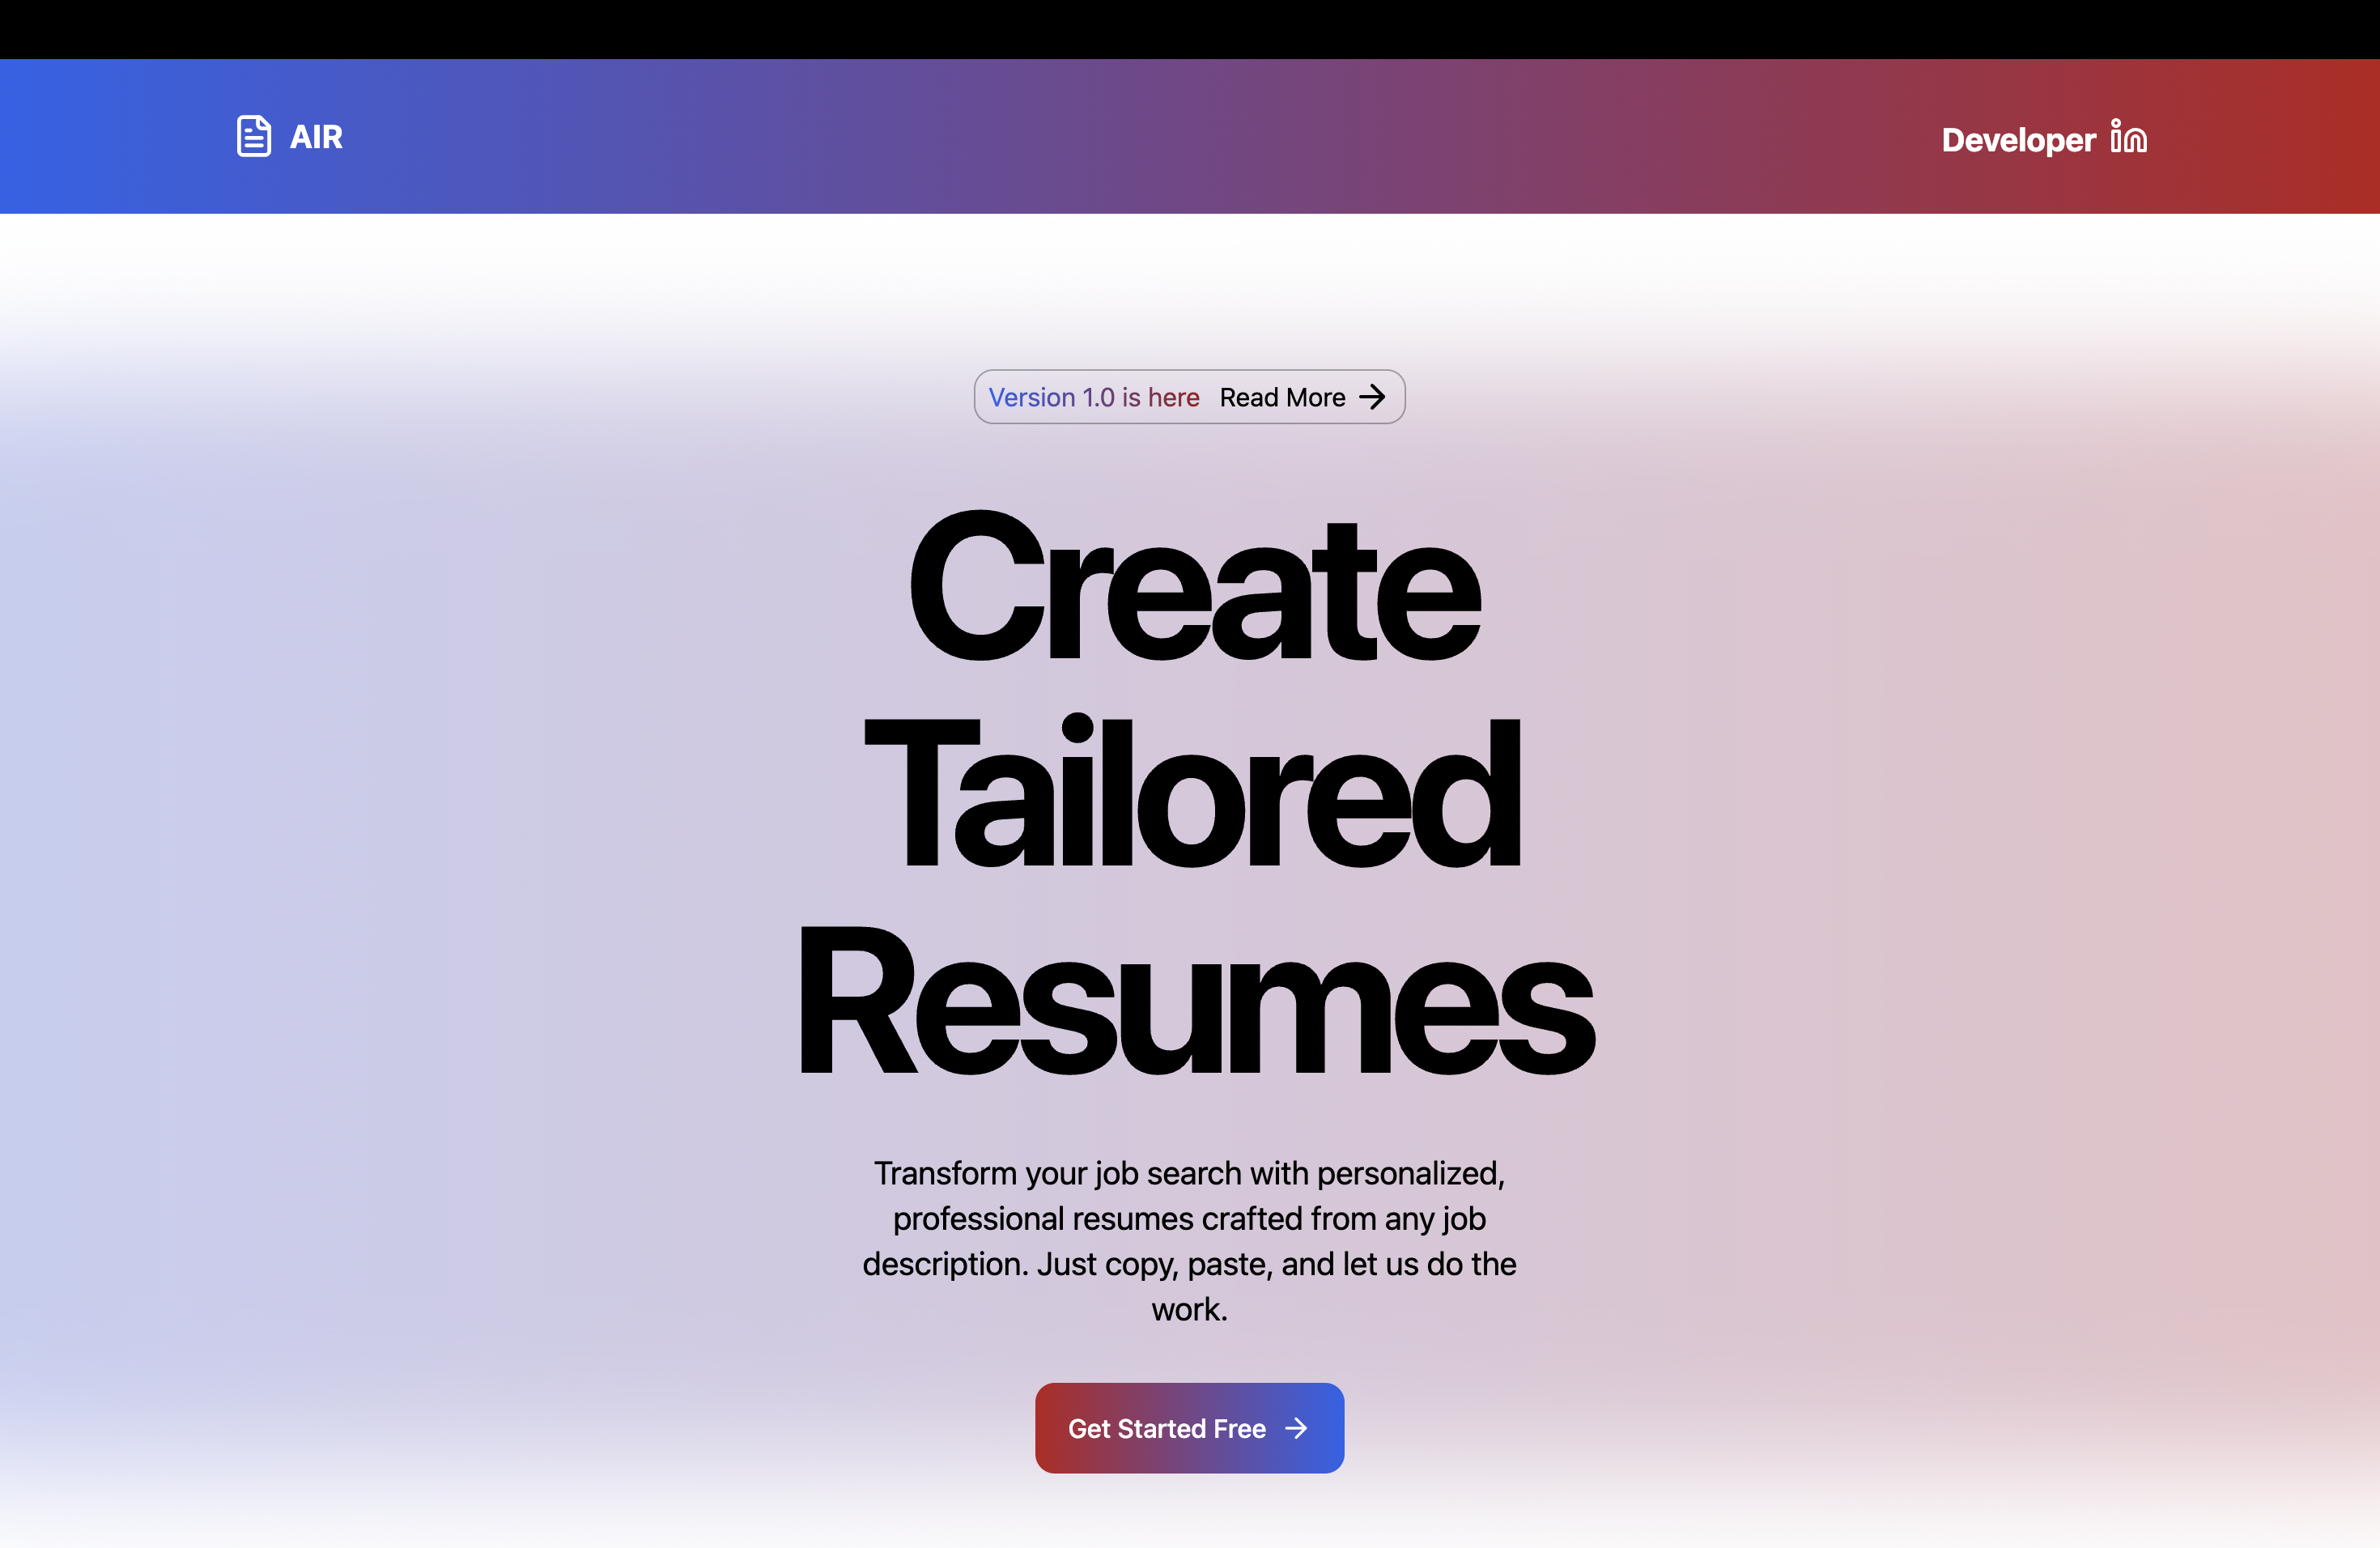 AIR
Developer
Version 1.0 is here Read More
Create
Tailored
Resumes
Transform your job search with personalized,
professional resumes crafted from any job
description. Just copy, paste, and let us do the
work.
Get Started Free